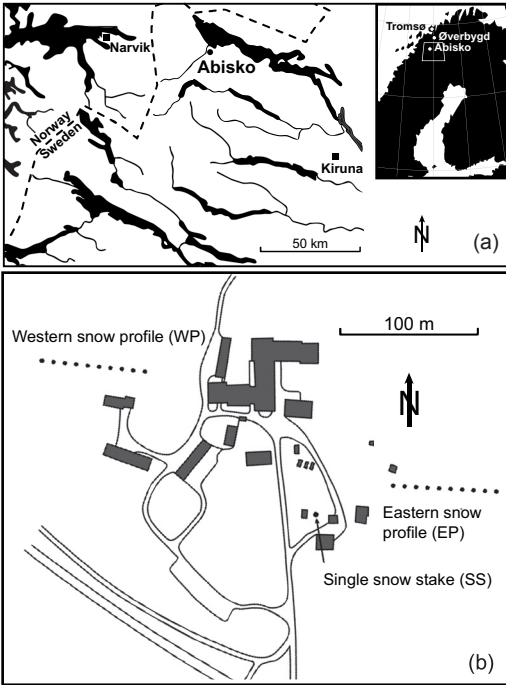 Narvik
Abisko
Norway
Sweden
Kiruna
50 km
Tromsø
Øverbygd
Abisko
N
(a)
Western snow profile (WP)
100 m
N
Eastern snow
profile (EP)
Single snow stake (SS)
(b)